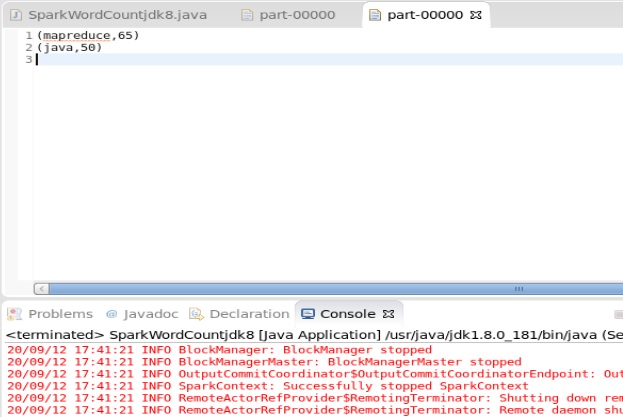 SparkWordCountjdk8.java part-00000 part-00000
1 (mapreduce,65)
2 (java,50)
3
Problems @ Javadoc Declaration Console
<terminated> SparkWordCountjdk8 [Java Application] /usr/java/jdk1.8.0_181/bin/java (Se
20/09/12 17:41:21 INFO BlockManager: BlockManager stopped
20/09/12 17:41:21 INFO BlockManagerMaster: BlockManagerMaster stopped
20/09/12 17:41:21 INFO OutputCommitCoordinator$OutputCommitCoordinatorEndpoint: Out
20/09/12 17:41:21 INFO SparkContext: Successfully stopped SparkContext
20/09/12 17:41:21 INFO RemoteActorRefProvider$RemotingTerminator: Shutting down rem
20/09/12 17:41:21 INFO RemoteActorRefProvider$RemotingTerminator: Remote daemon shu